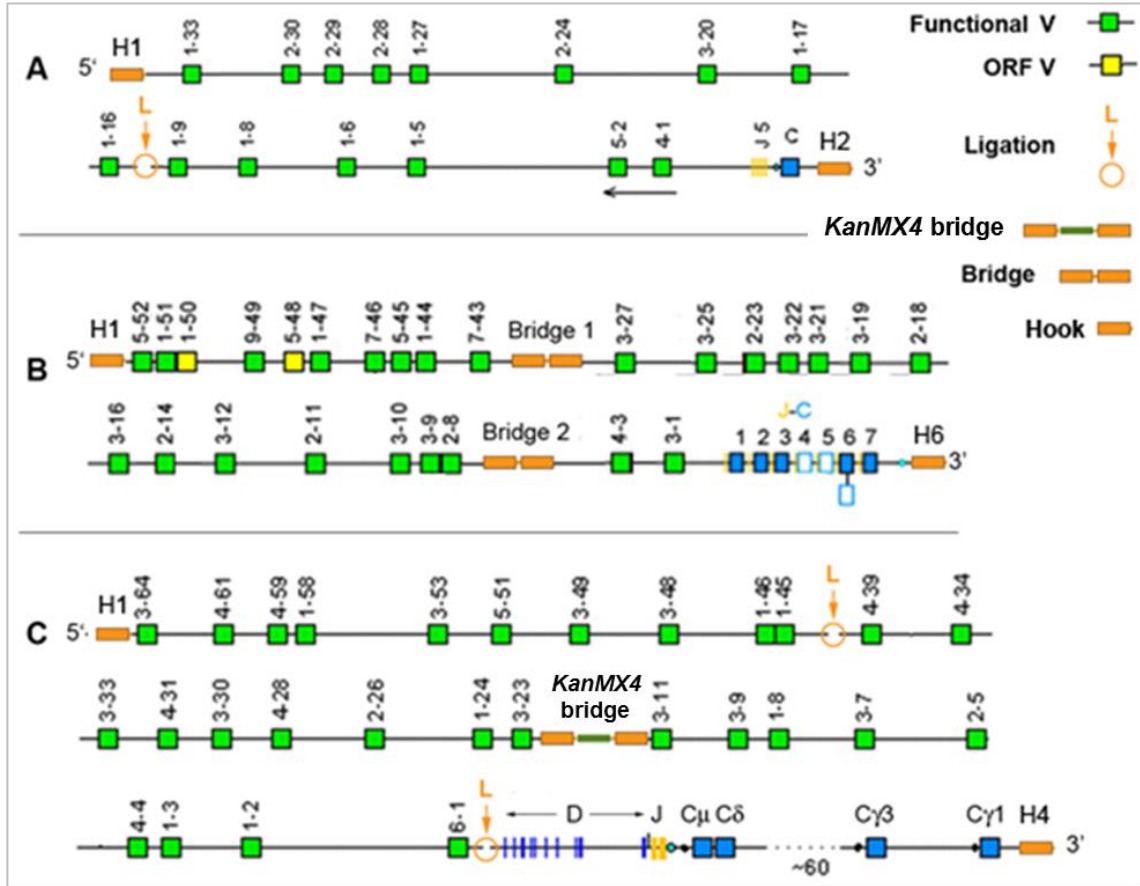 Functional V
ORF V
L
Ligation
KanMX4 bridge
Bridge
Hook
A
5‘ H1 1-33 2-30 2-29 2-28 1-27 2-24 3-20 1-17
L
1-16 1-9 1-8 1-6 1-5 5-2 4-1 J 5 C H2 3’
B
5‘ H1 5-52 1-51 1-50 9-49 5-48 1-47 7-46 5-45 1-44 7-43 Bridge 1 3-27 3-25 2-23 3-22 3-21 3-19 2-18
J-C
3-16 2-14 3-12 2-11 3-10 3-9 2-8 Bridge 2 4-3 3-1 1 2 3 4 5 6 7 H6 3’
C
L
5‘ H1 3-64 4-61 4-59 1-58 3-53 5-51 3-49 3-48 1-46 1-45 4-39 4-34
3-33 4-31 3-30 4-28 2-26 1-24 3-23 KanMX4 bridge 3-11 3-9 1-8 3-7 2-5
L
4-4 1-3 1-2 6-1 D J Cμ Cδ Cγ3 Cγ1 H4 3’
~60